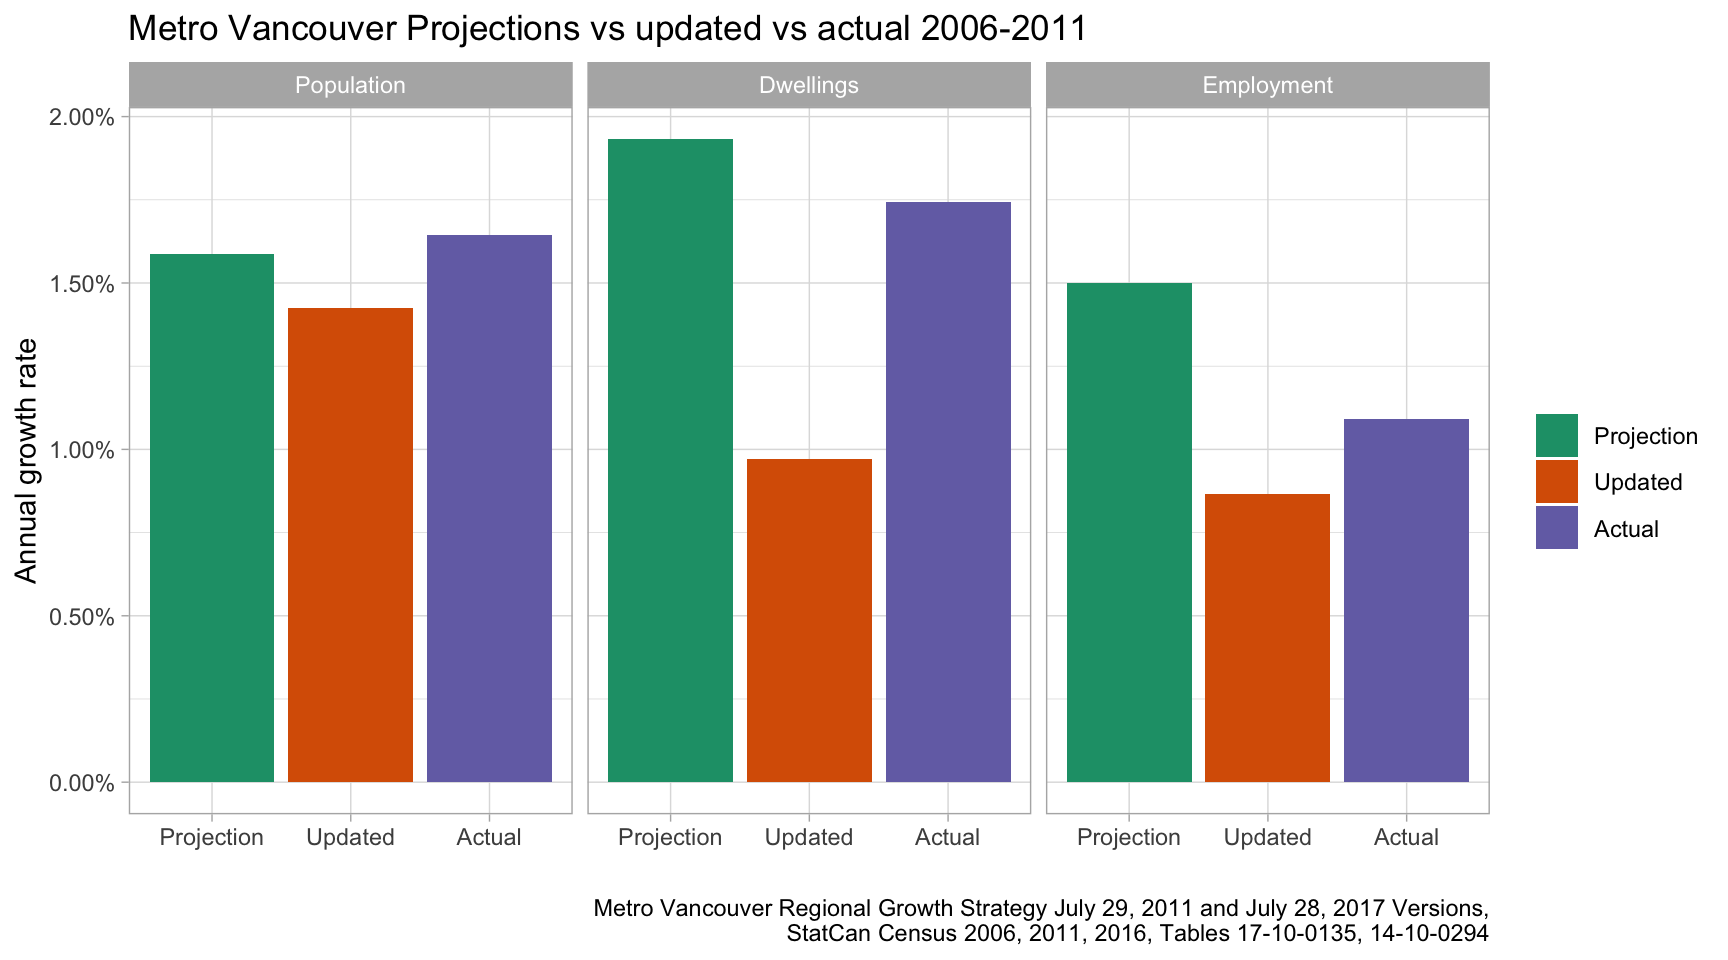 Metro Vancouver Projections vs updated vs actual 2006-2011
Population
Dwellings
Employment
Annual growth rate
2.00%
1.50%
1.00%
0.50%
0.00%
Projection
Updated
Actual
Projection
Updated
Actual
Projection
Updated
Actual
Projection
Updated
Actual
Metro Vancouver Regional Growth Strategy July 29, 2011 and July 28, 2017 Versions,
StatCan Census 2006, 2011, 2016, Tables 17-10-0135, 14-10-0294